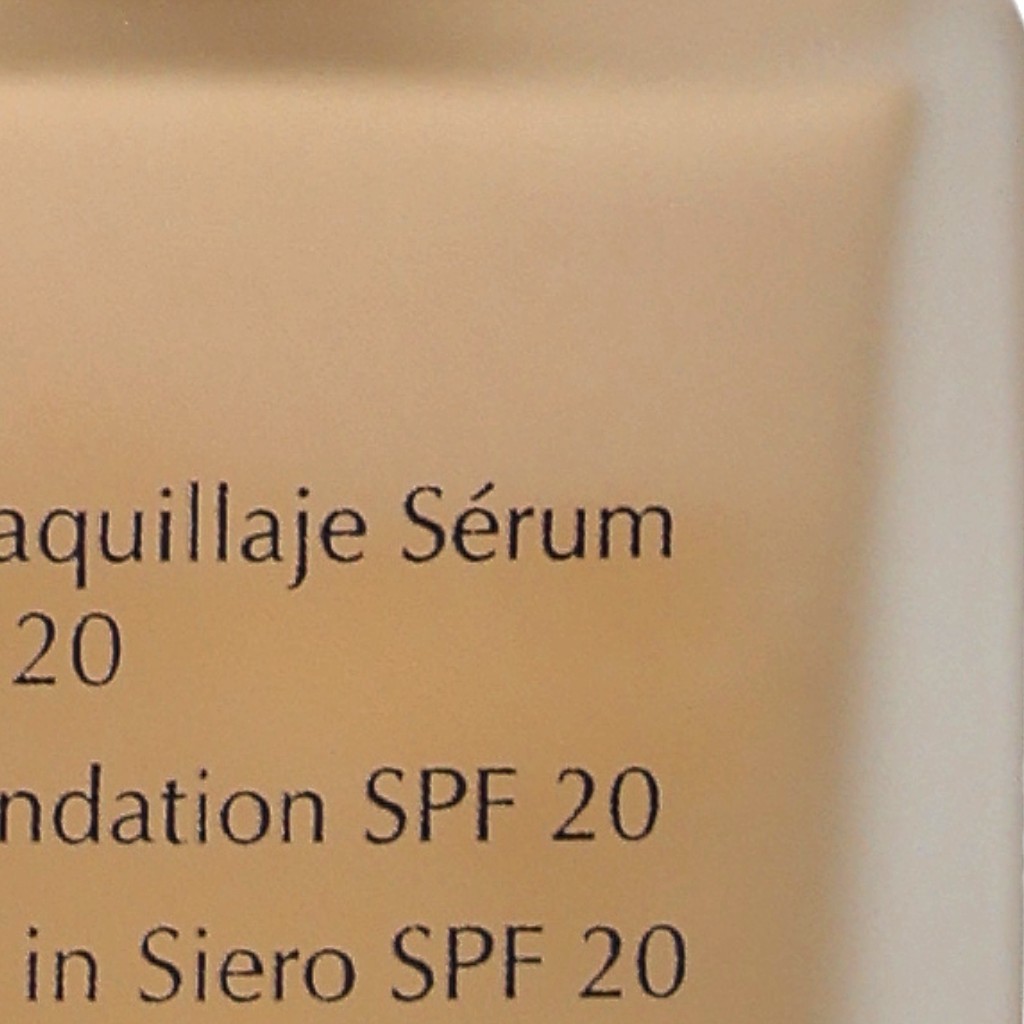 aquillaje Sérum
20
ndation SPF 20
in Siero SPF 20